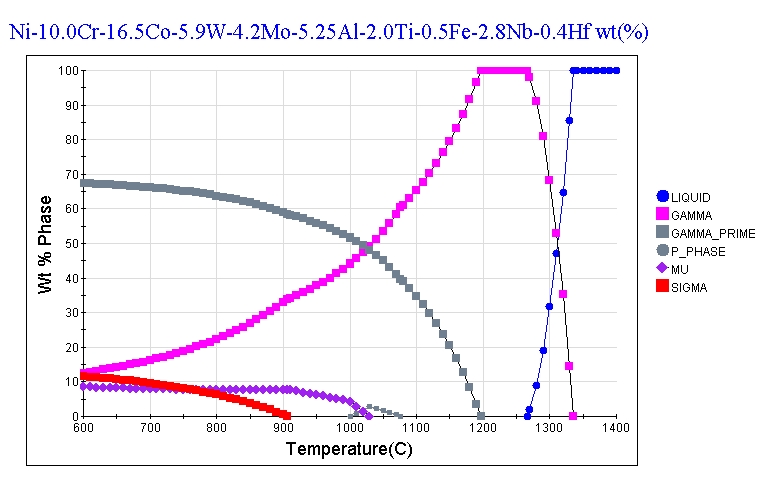 Ni-10.0Cr-16.5Co-5.9W-4.2Mo-5.25Al-2.0Ti-0.5Fe-2.8Nb-0.4Hf wt(%)
100
90
80
70
60
50
40
30
20
10
0
Wt % Phase
600 700 800 900 1000 1100 1200 1300 1400
Temperature(C)
LIQUID
GAMMA
GAMMA_PRIME
P_PHASE
MU
SIGMA